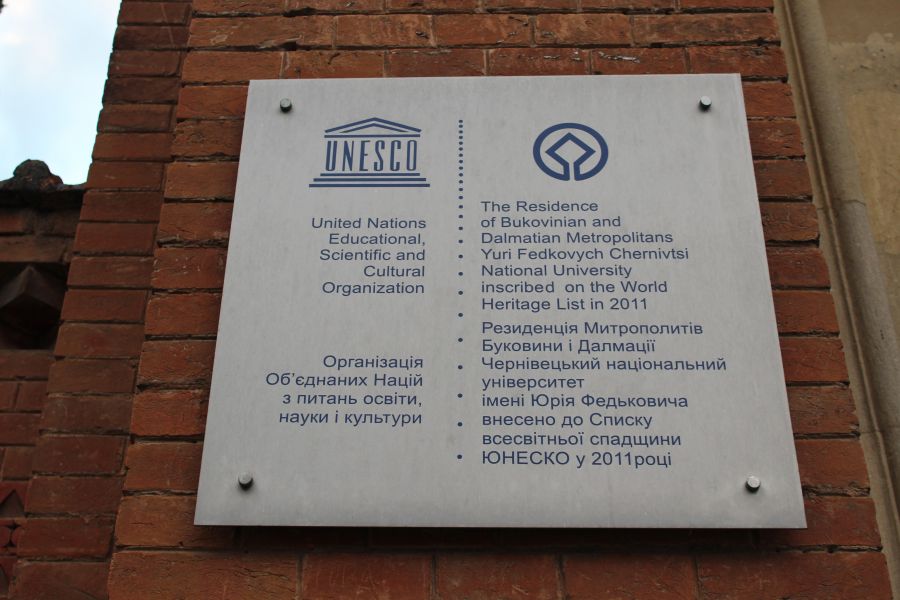 UNESCO
United Nations
Educational,
Scientific and
Cultural
Organization
Організація
Об'єднаних Націй
з питань освіти,
науки і культури
The Residence
of Bukovinian and
Dalmatian Metropolitans
Yuri Fedkovych Chernivtsi
National University
inscribed on the World
Heritage List in 2011
Резиденція Митрополитів
Буковини і Далмації
Чернівецький національний
університет
імені Юрія Федьковича
внесено до Списку
всесвітньої спадщини
ЮНЕСКО у 2011році